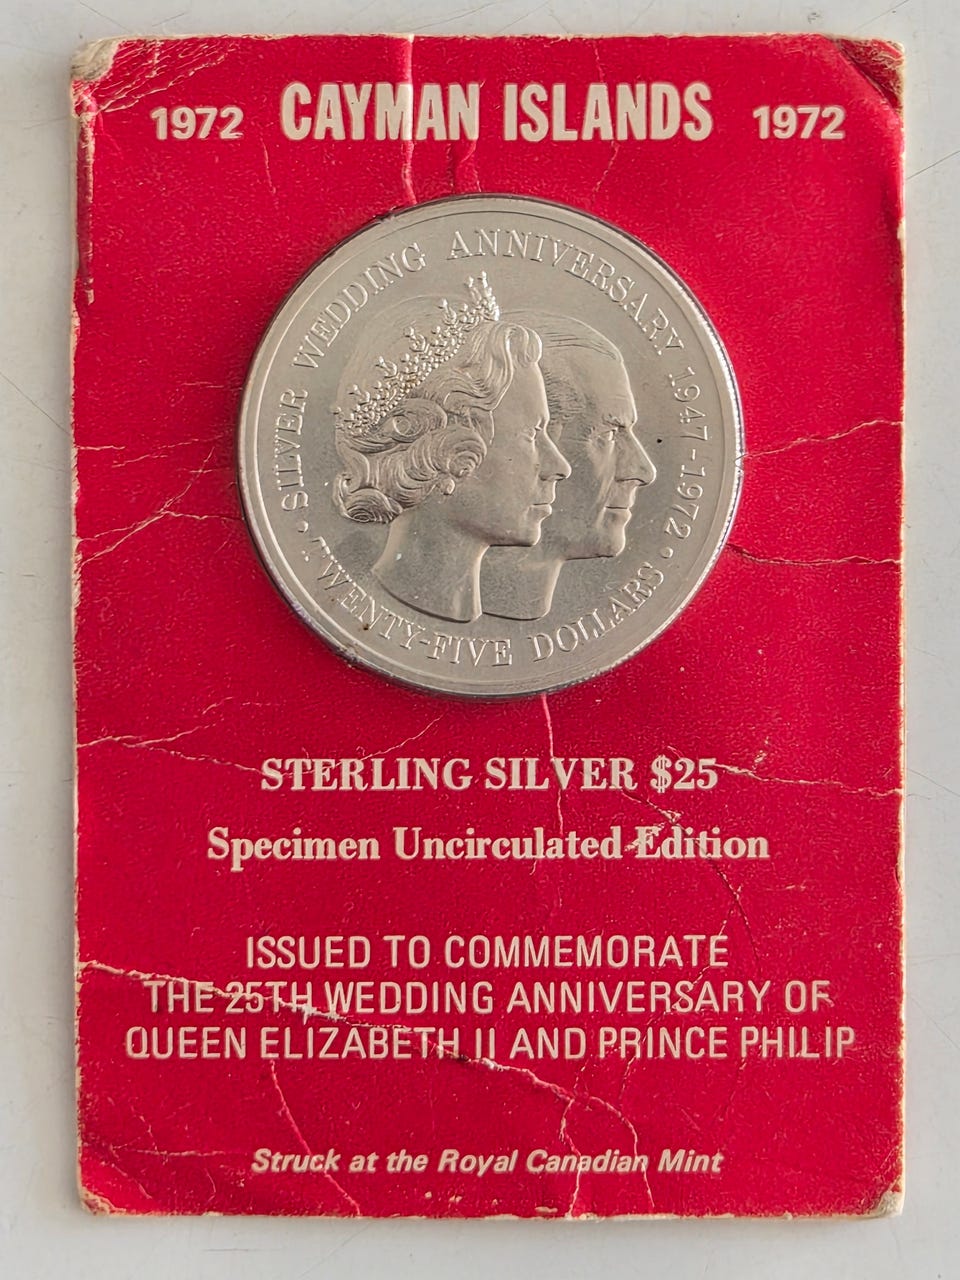 1972 CAYMAN ISLANDS 1972
SILVER WEDDING ANNIVERSARY 1947-1972
• TWENTY-FIVE DOLLARS •
STERLING SILVER $25
Specimen Uncirculated Edition
ISSUED TO COMMEMORATE
THE 25TH WEDDING ANNIVERSARY OF
QUEEN ELIZABETH II AND PRINCE PHILIP
Struck at the Royal Canadian Mint